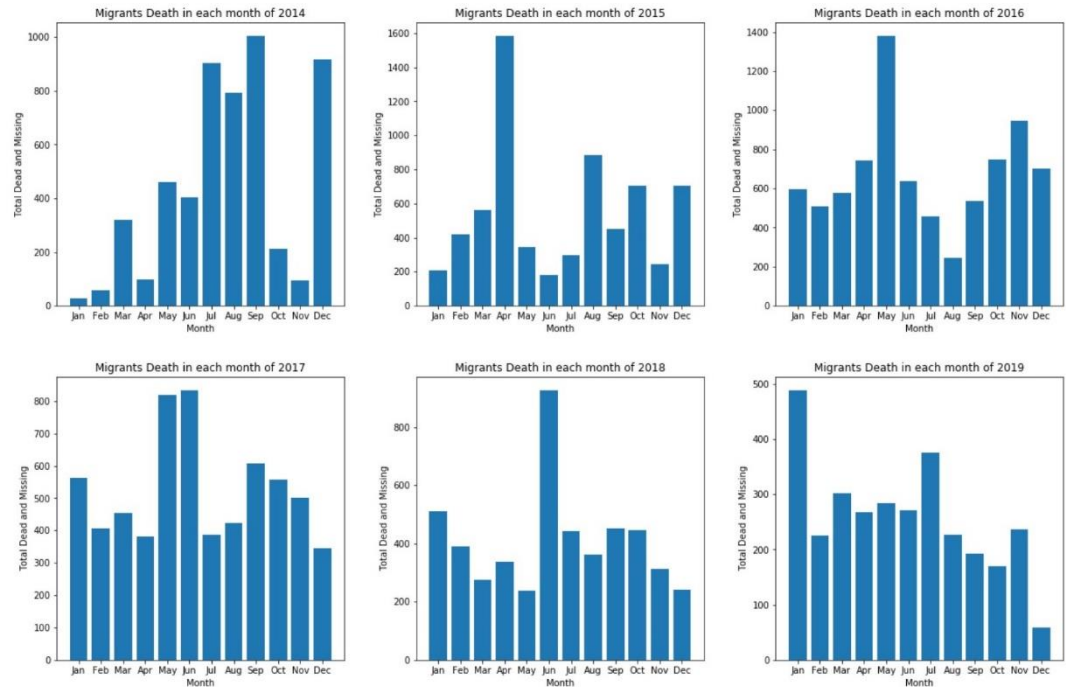 Migrants Death in each month of 2014
Total Dead and Missing
1000
800
600
400
200
0
Jan Feb Mar Apr May Jun Jul Aug Sep Oct Nov Dec
Month
Migrants Death in each month of 2015
Total Dead and Missing
1600
1400
1200
1000
800
600
400
200
0
Jan Feb Mar Apr May Jun Jul Aug Sep Oct Nov Dec
Month
Migrants Death in each month of 2016
Total Dead and Missing
1400
1200
1000
800
600
400
200
0
Jan Feb Mar Apr May Jun Jul Aug Sep Oct Nov Dec
Month
Migrants Death in each month of 2017
Total Dead and Missing
800
700
600
500
400
300
200
100
0
Jan Feb Mar Apr May Jun Jul Aug Sep Oct Nov Dec
Month
Migrants Death in each month of 2018
Total Dead and Missing
800
600
400
200
0
Jan Feb Mar Apr May Jun Jul Aug Sep Oct Nov Dec
Month
Migrants Death in each month of 2019
Total Dead and Missing
500
400
300
200
100
0
Jan Feb Mar Apr May Jun Jul Aug Sep Oct Nov Dec
Month